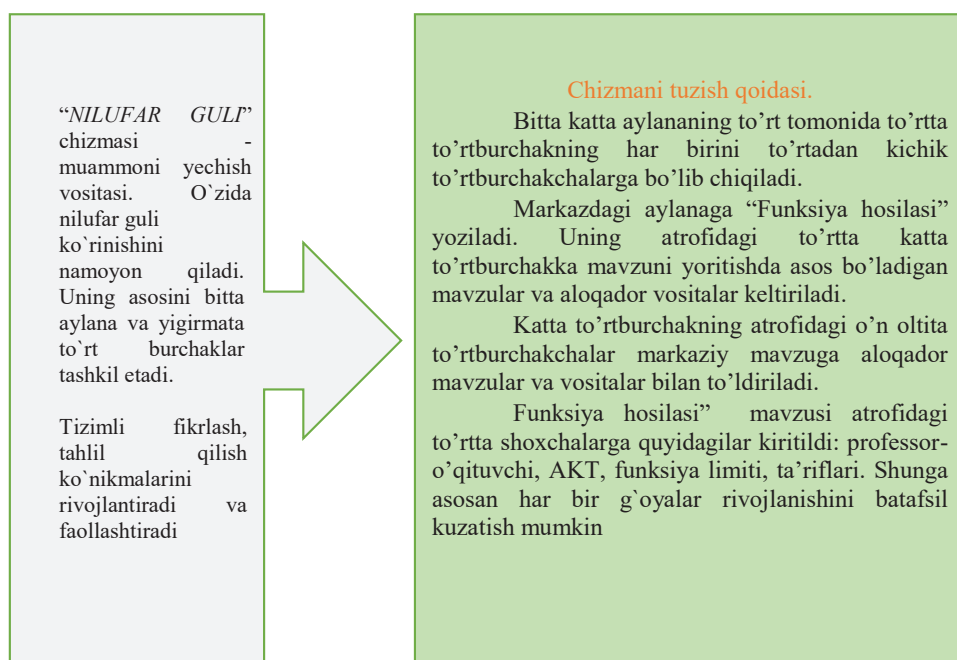 “NILUFAR GULI”
chizmasi -
muammoni yechish
vositasi. O`zida
nilufar guli
ko`rinishini
namoyon qiladi.
Uning asosini bitta
aylana va yigirmata
to`rt burchaklar
tashkil etadi.
Tizimli fikrlash,
tahlil qilish
ko`nikmalarini
rivojlantiradi va
faollashtiradi
Chizmani tuzish qoidasi.
Bitta katta aylananing to’rt tomonida to’rtta
to’rtburchakning har birini to’rtadan kichik
to’rtburchakchalarga bo’lib chiqiladi.
Markazdagi aylanaga “Funksiya hosilasi”
yoziladi. Uning atrofidagi to’rtta katta
to’rtburchakka mavzuni yoritishda asos bo’ladigan
mavzular va aloqador vositalar keltiriladi.
Katta to’rtburchakning atrofidagi o’n oltita
to’rtburchakchalar markaziy mavzuga aloqador
mavzular va vositalar bilan to’ldiriladi.
Funksiya hosilasi” mavzusi atrofidagi
to’rtta shoxchalarga quyidagilar kiritildi: professor-
o’qituvchi, AKT, funksiya limiti, ta’riflari. Shunga
asosan har bir g`oyalar rivojlanishini batafsil
kuzatish mumkin